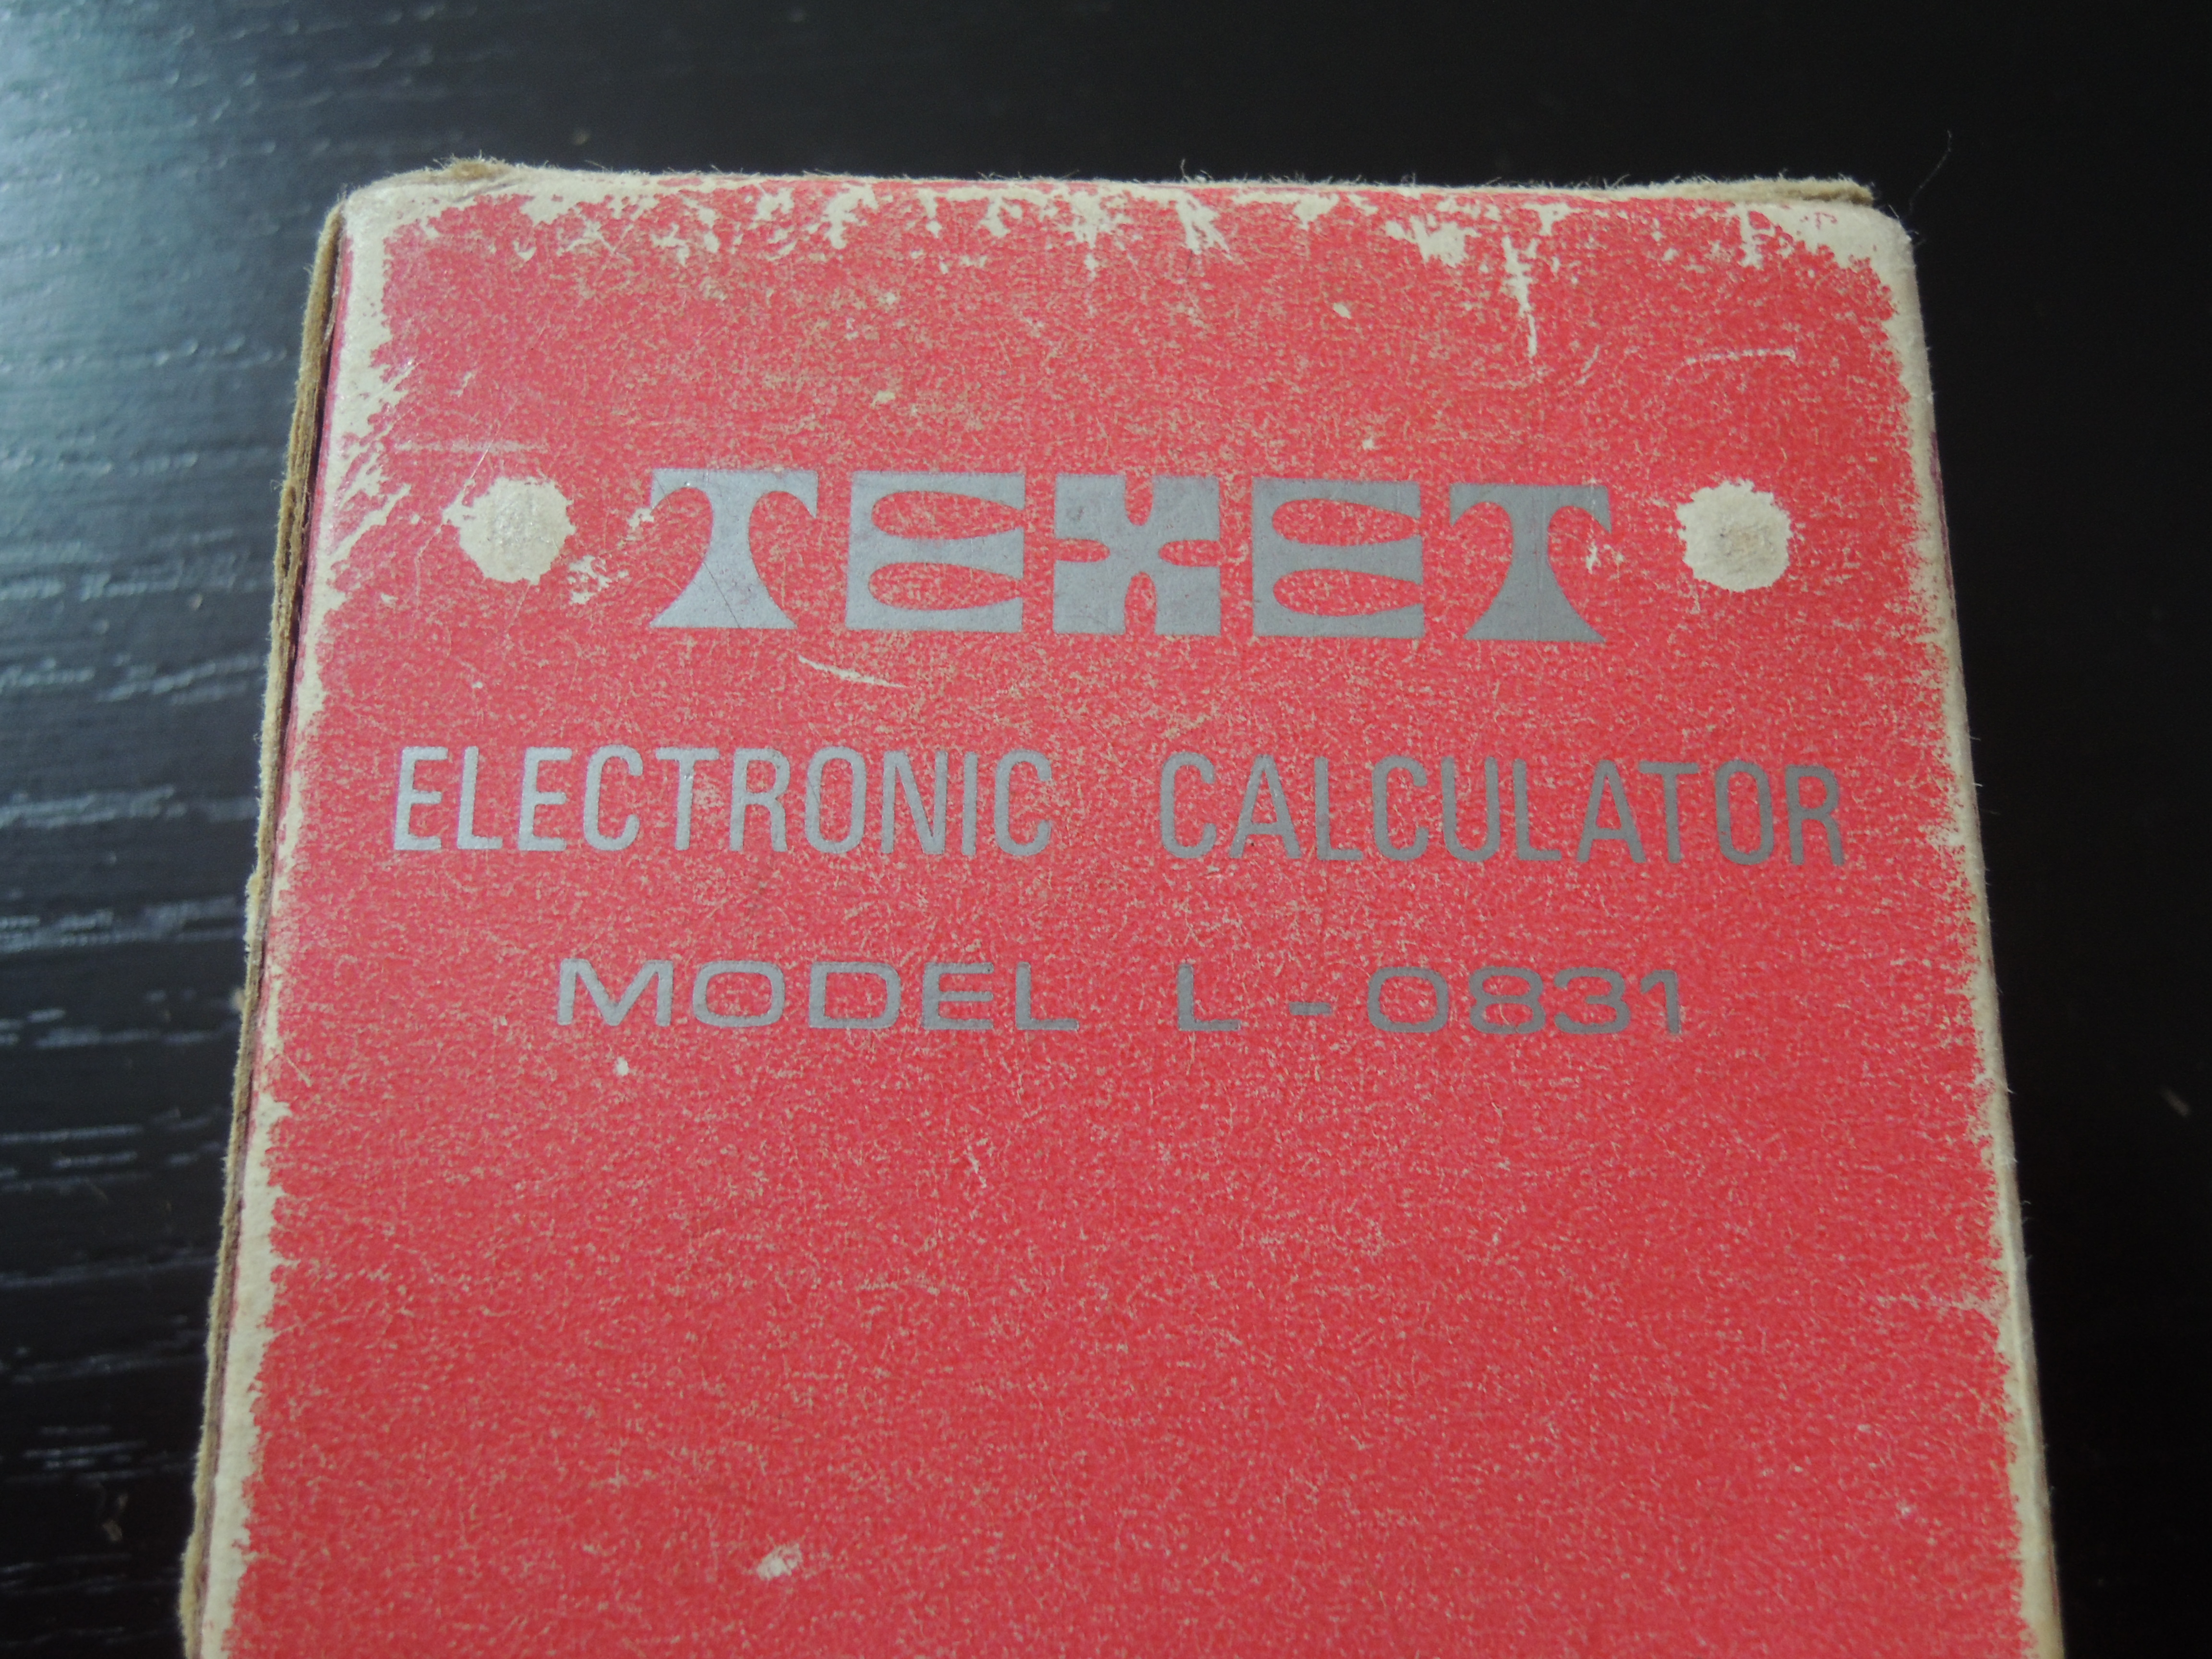 TEXET
ELECTRONIC CALCULATOR
MODEL L-0831